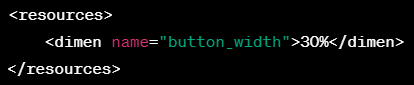 <resources>
    <dimen name="button_width">30%</dimen>
</resources>